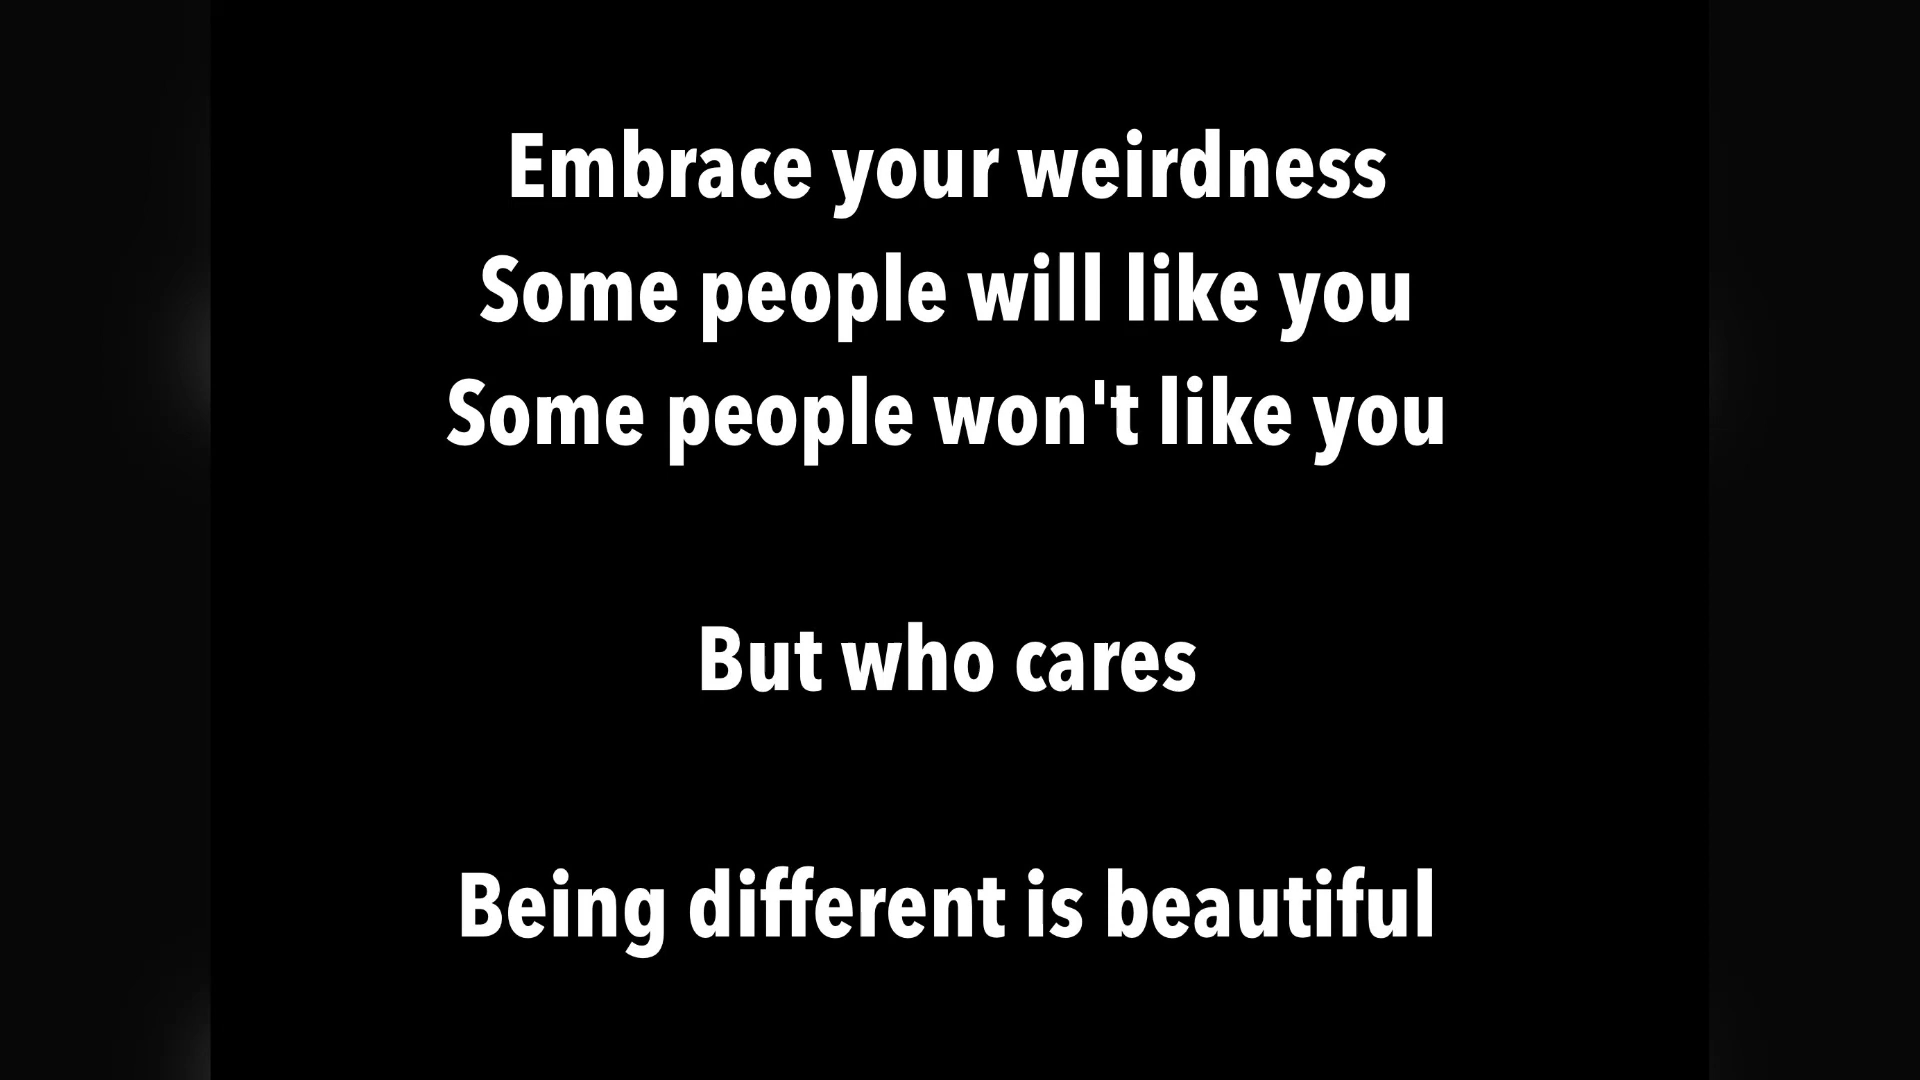 Embrace your weirdness
Some people will like you
Some people won't like you
But who cares
Being different is beautiful